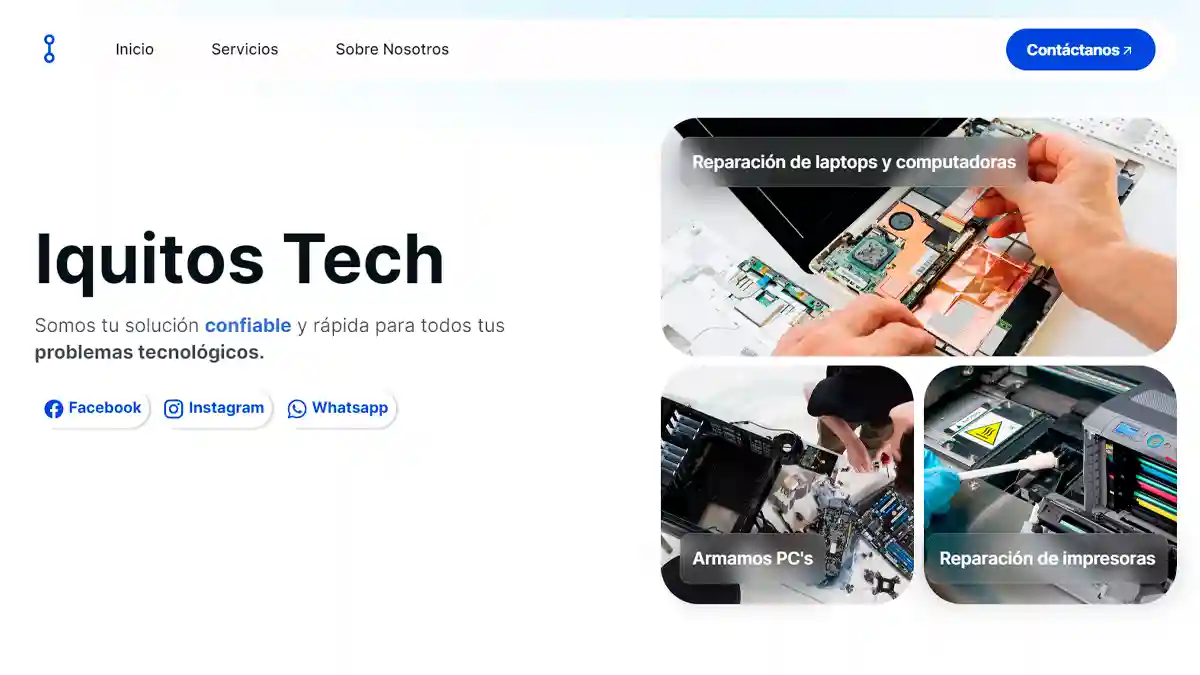 Inicio
Servicios
Sobre Nosotros
Contáctanos
Iquitos Tech
Somos tu solución confiable y rápida para todos tus
problemas tecnológicos.
Facebook
Instagram
Whatsapp
Reparación de laptops y computadoras
Armamos PC's
Reparación de impresoras